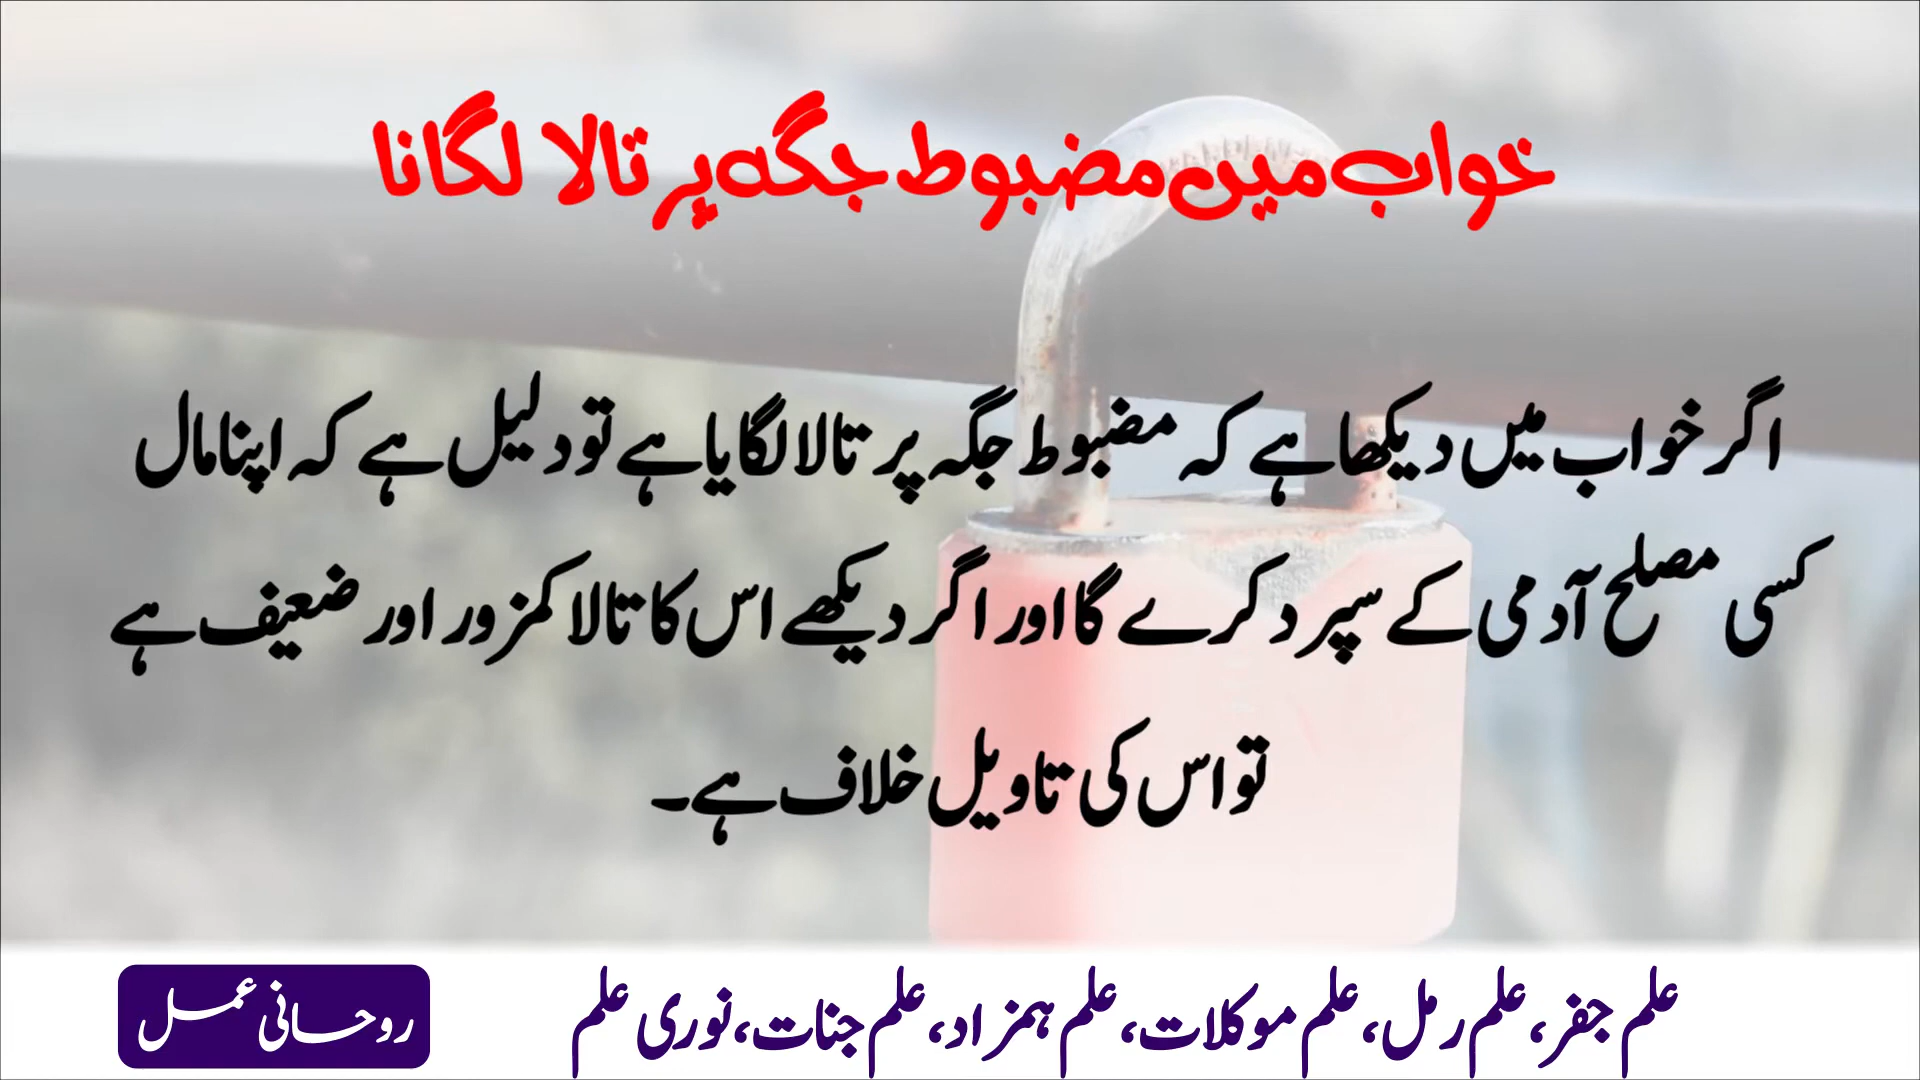 خواب میں مضبوط جگہ پر تالا لگانا
اگر خواب میں دیکھا ہے کہ مضبوط جگہ پر تالا لگایا ہے تو دلیل ہے کہ اپنا مال
کسی مصلح آدمی کے سپرد کرے گا اور اگر دیکھے اس کا تالا کمزور اور ضعیف ہے
تو اس کی تاویل خلاف ہے۔
علم جفر، علم رمل، علم موکلات، علم ہمزاد، علم جنات، نوری علم
روحانی عمل